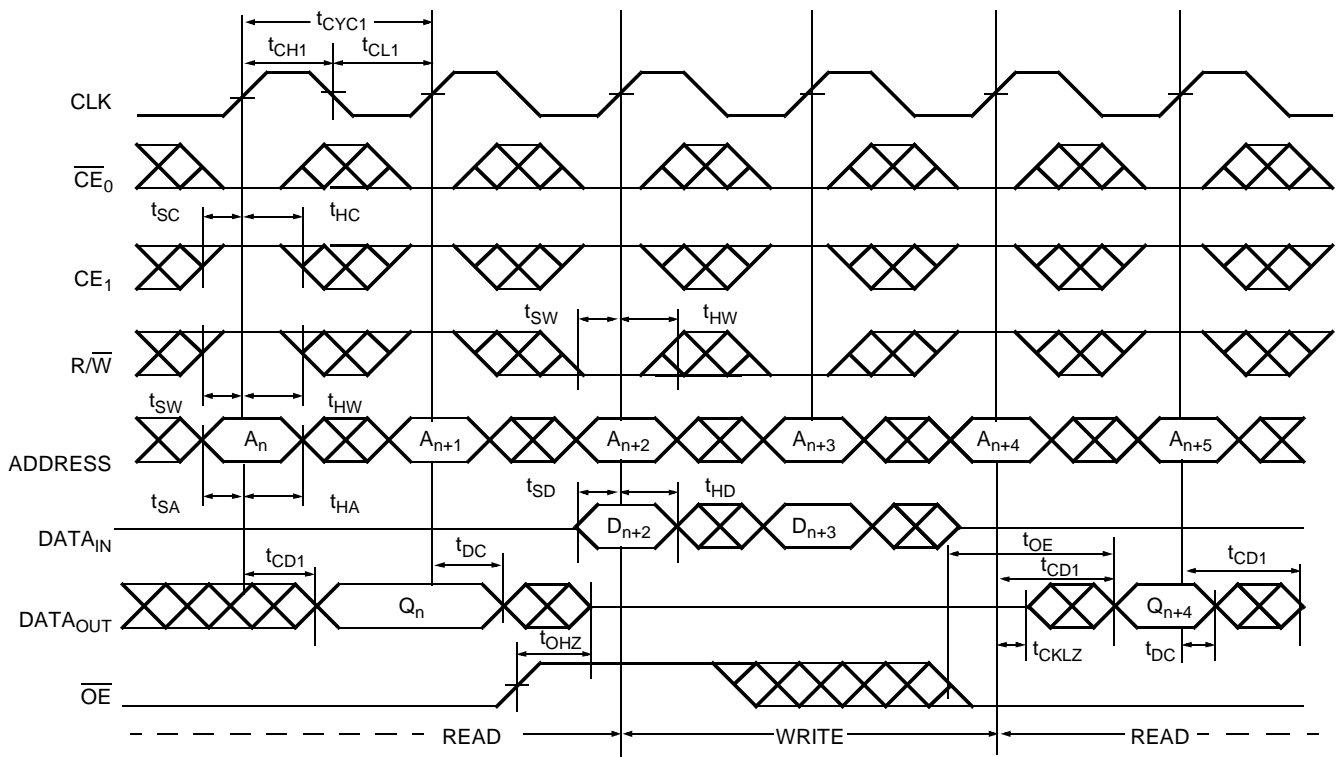 tCYC1
tCH1 tCL1
CLK
CE0
tSC tHC
CE1
tSW tHW
R/W
tSW tHW
An An+1 An+2 An+3 An+4 An+5
ADDRESS
tSA tHA tSD tHD
DATAIN Dn+2 Dn+3
tOE
tCD1 tDC tCD1 tCD1
DATAOUT Qn Qn+4
tOHZ tCKLZ tDC
OE
READ WRITE READ